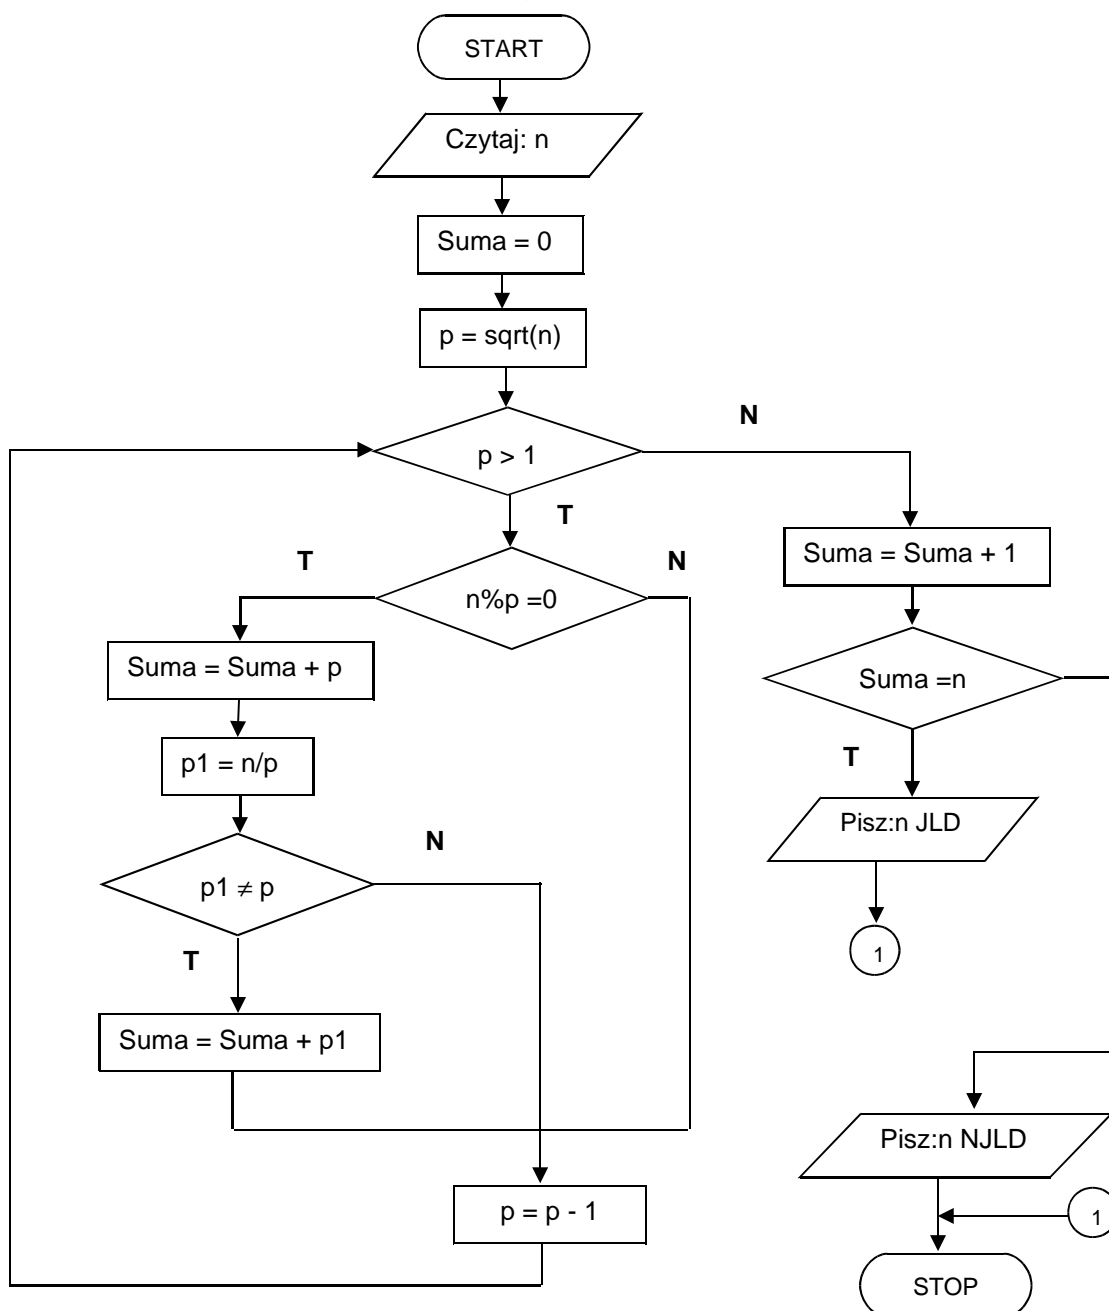 START
Czytaj: n
Suma = 0
p = sqrt(n)
N
p > 1
T
Suma = Suma + 1
T
N
n%p =0
Suma = Suma + p
Suma =n
p1 = n/p
T
Pisz:n JLD
N
p1 ≠ p
T
1
Suma = Suma + p1
Pisz:n NJLD
p = p - 1
1
STOP